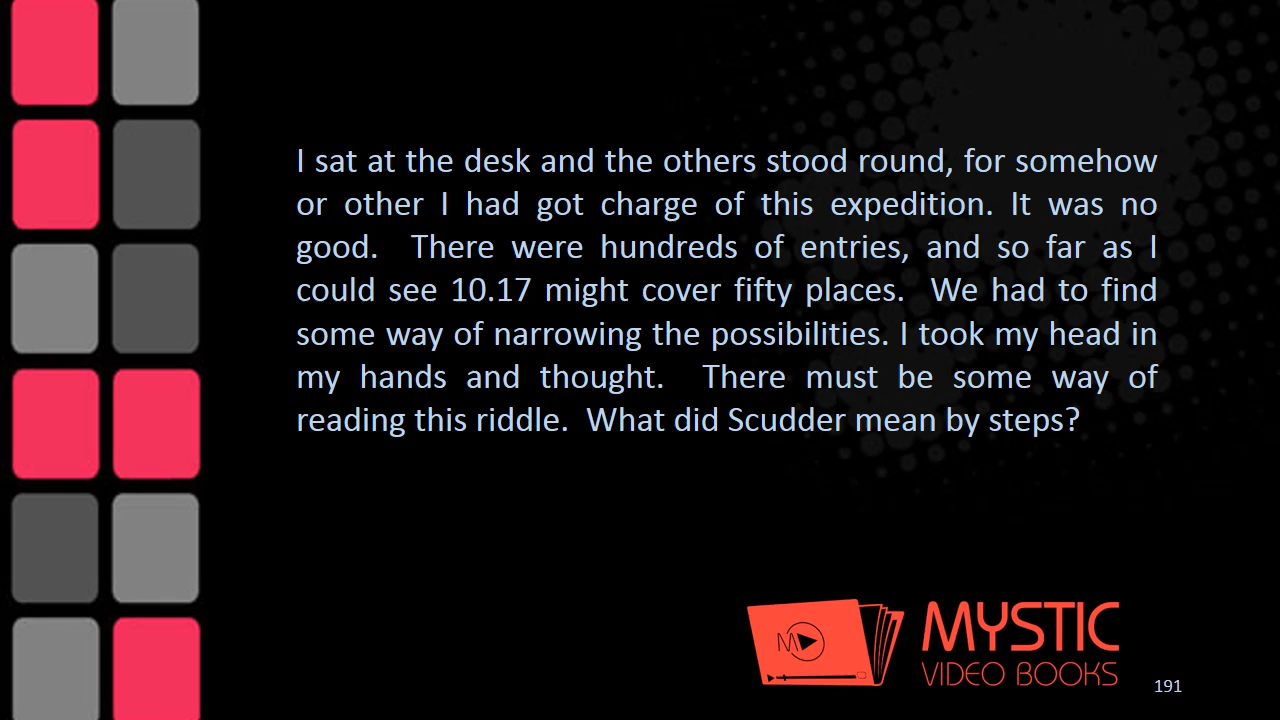 I sat at the desk and the others stood round, for somehow
or other I had got charge of this expedition. It was no
good.  There were hundreds of entries, and so far as I
could see 10.17 might cover fifty places.  We had to find
some way of narrowing the possibilities. I took my head in
my hands and thought.  There must be some way of
reading this riddle.  What did Scudder mean by steps?
M
MYSTIC
VIDEO BOOKS
191